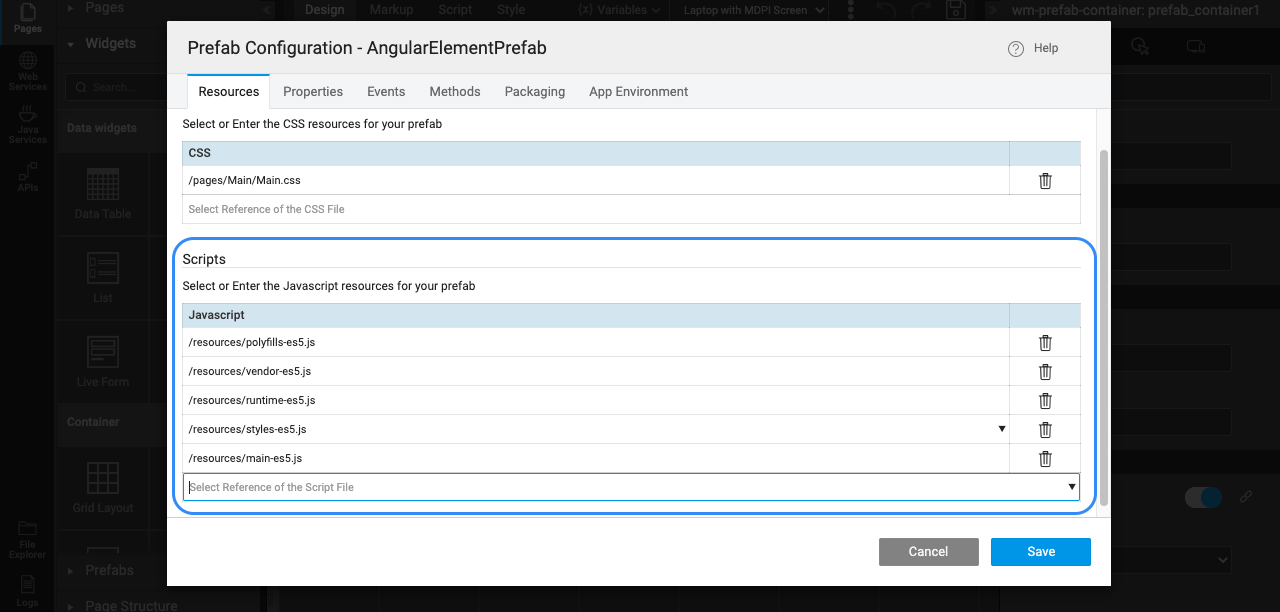 Pages
Design Markup Script Style {x} Variables Laptop with MDPI Screen
wm-prefab-container: prefab_container1
Pages
Widgets
Web Services
Search...
Java Services
Data widgets
APIs
Data Table
List
Live Form
Container
Grid Layout
File Explorer
Prefabs
Logs
Page Structure
Prefab Configuration - AngularElementPrefab
Help
Resources Properties Events Methods Packaging App Environment
Select or Enter the CSS resources for your prefab
CSS
/pages/Main/Main.css
Select Reference of the CSS File
Scripts
Select or Enter the Javascript resources for your prefab
Javascript
/resources/polyfills-es5.js
/resources/vendor-es5.js
/resources/runtime-es5.js
/resources/styles-es5.js
/resources/main-es5.js
Select Reference of the Script File
Cancel Save